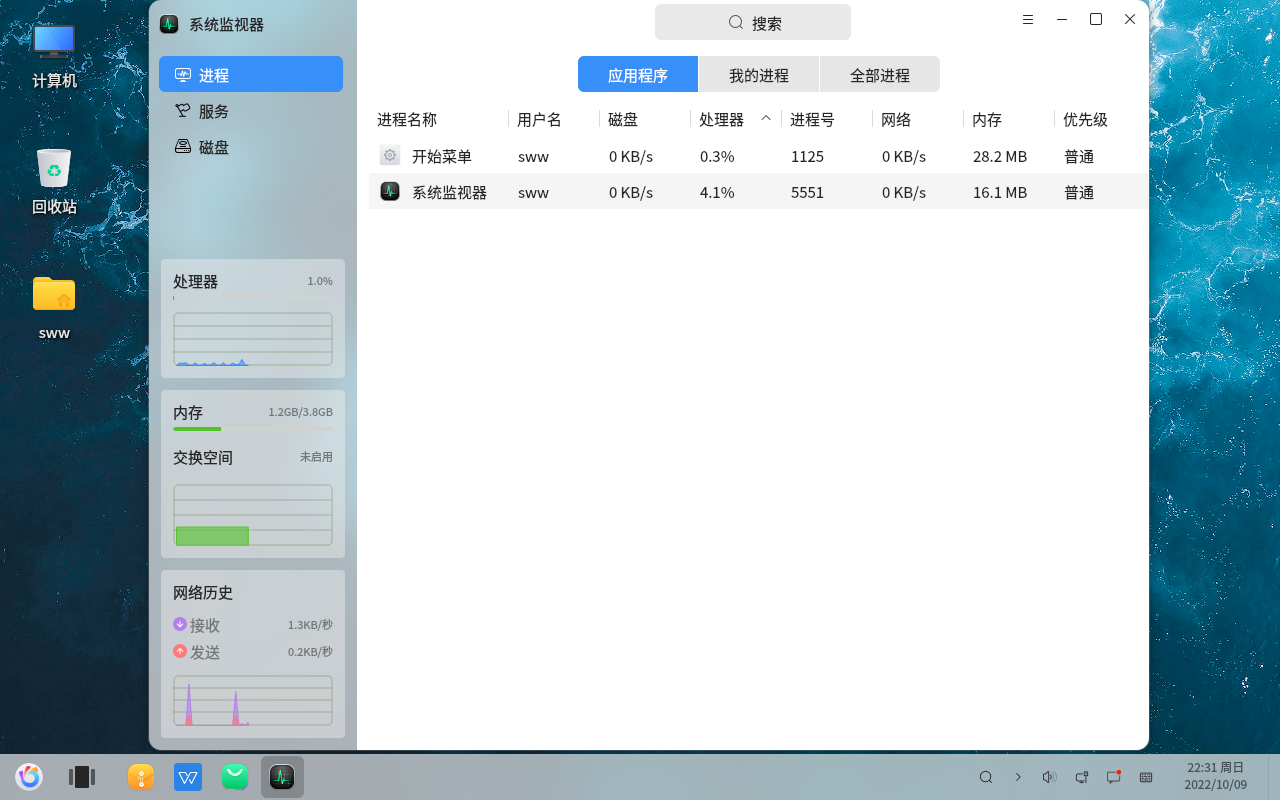 计算机
回收站
sww
系统监视器
搜索
进程
服务
磁盘
应用程序
我的进程
全部进程
进程名称 用户名 磁盘 处理器 进程号 网络 内存 优先级
开始菜单 sww 0 KB/s 0.3% 1125 0 KB/s 28.2 MB 普通
系统监视器 sww 0 KB/s 4.1% 5551 0 KB/s 16.1 MB 普通
处理器 1.0%
内存 1.2GB/3.8GB
交换空间 未启用
网络历史
接收 1.3KB/秒
发送 0.2KB/秒
22:31 周日
2022/10/09